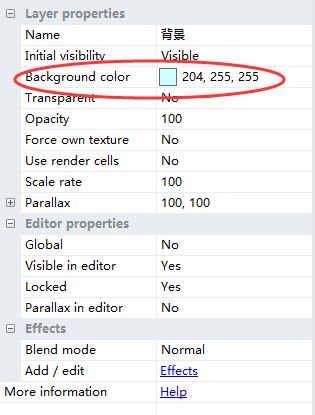 Layer properties
Name 背景
Initial visibility Visible
Background color 204, 255, 255
Transparent No
Opacity 100
Force own texture No
Use render cells No
Scale rate 100
Parallax 100, 100
Editor properties
Global No
Visible in editor Yes
Locked Yes
Parallax in editor No
Effects
Blend mode Normal
Add / edit Effects
More information Help